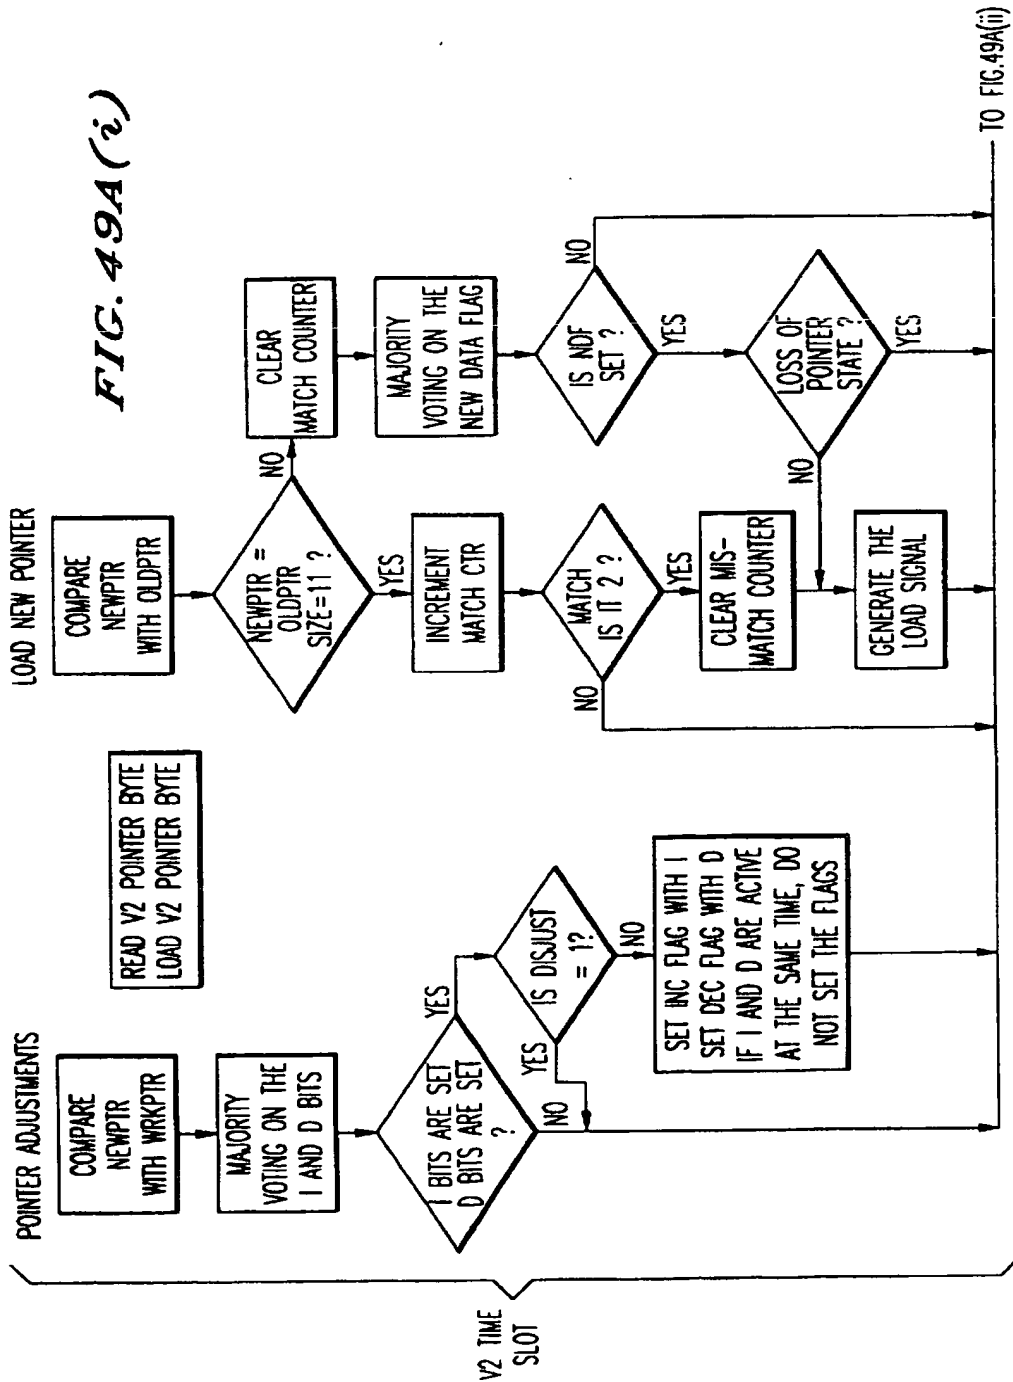 FIG. 49A(i)
V2 TIME
SLOT
POINTER ADJUSTMENTS
COMPARE
NEWPTR
WITH WRKPTR
MAJORITY
VOTING ON THE
I AND D BITS
I BITS ARE SET
D BITS ARE SET
?
YES
NO
IS DISJUST
= 1?
YES
NO
SET INC FLAG WITH I
SET DEC FLAG WITH D
IF I AND D ARE ACTIVE
AT THE SAME TIME, DO
NOT SET THE FLAGS
READ V2 POINTER BYTE
LOAD V2 POINTER BYTE
LOAD NEW POINTER
COMPARE
NEWPTR
WITH OLDPTR
NEWPTR =
OLDPTR
SIZE=11 ?
NO
YES
INCREMENT
MATCH CTR
MATCH
IS IT 2 ?
NO
YES
CLEAR MIS-
MATCH COUNTER
GENERATE THE
LOAD SIGNAL
CLEAR
MATCH COUNTER
MAJORITY
VOTING ON THE
NEW DATA FLAG
IS NDF
SET ?
NO
YES
LOSS OF
POINTER
STATE ?
NO
YES
TO FIG.49A(ii)